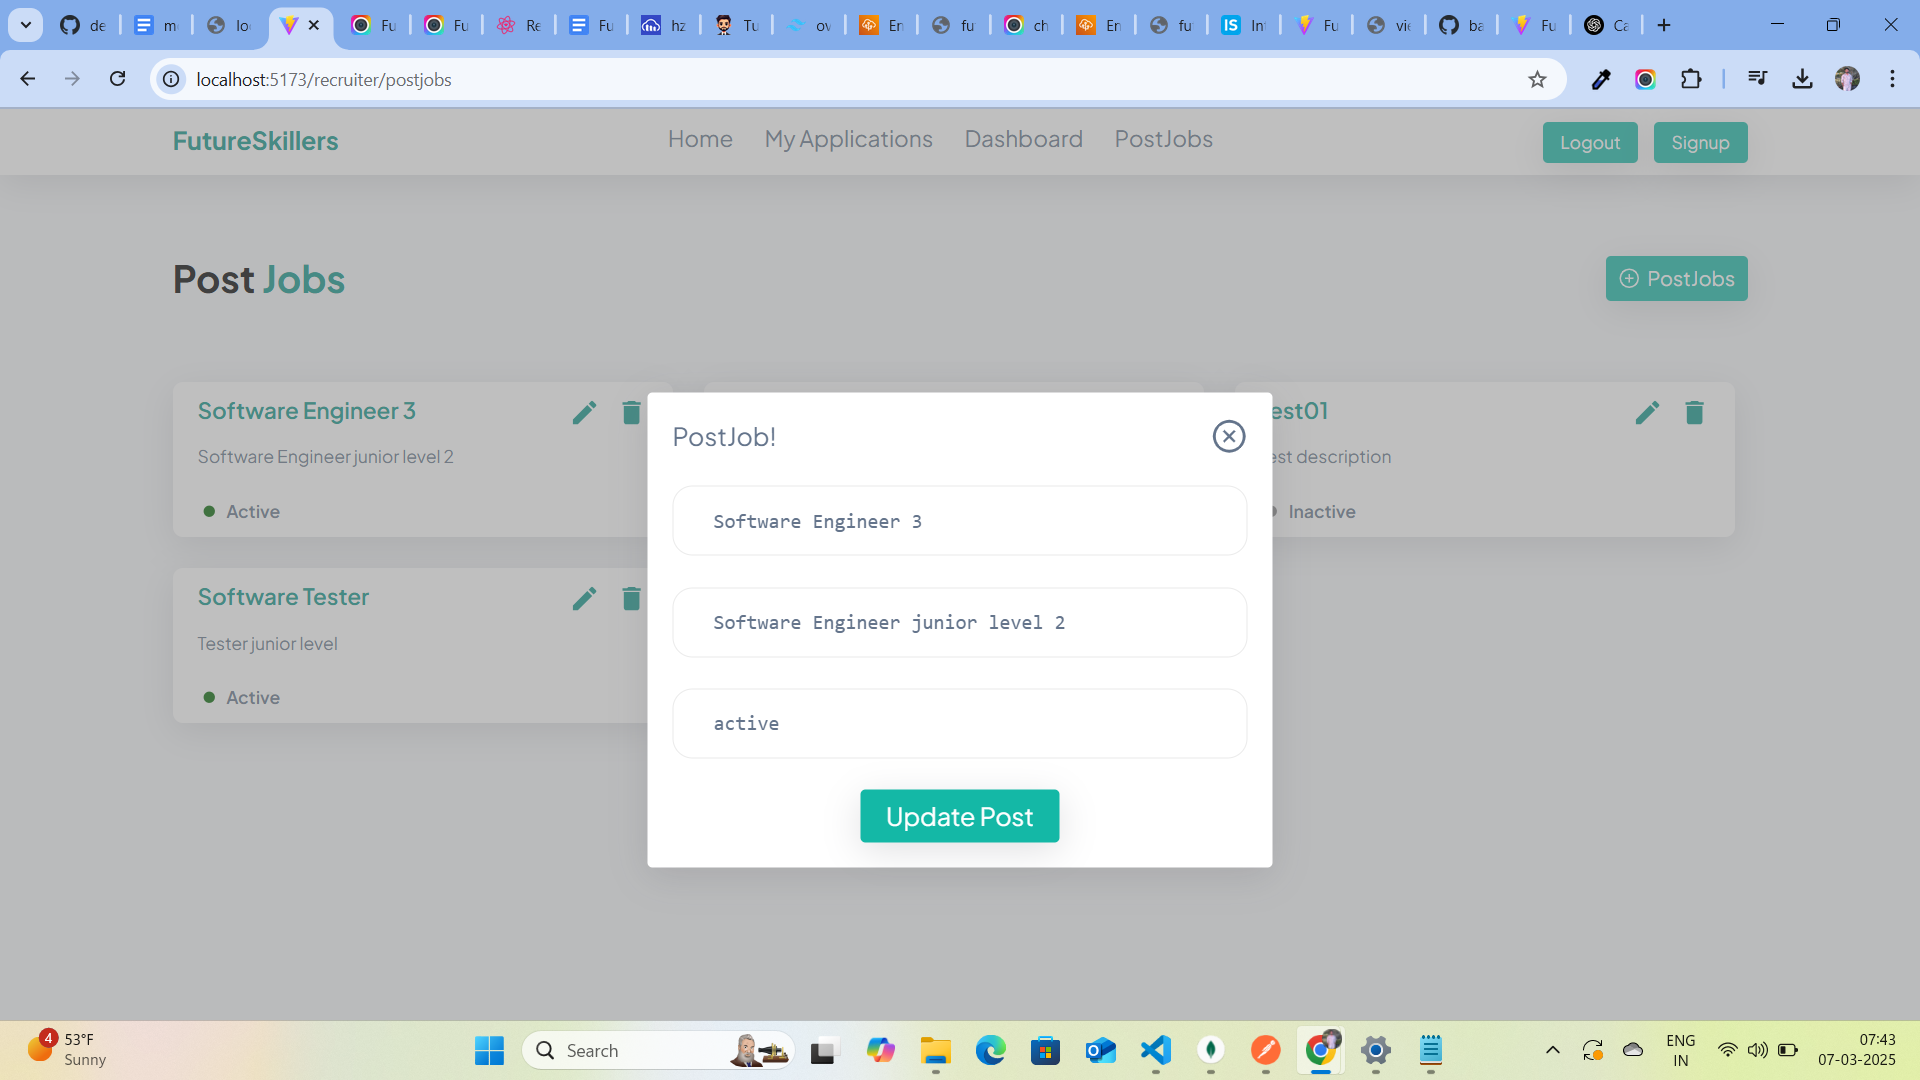 de
m
lo
Fu
Fu
Re
Fu
hz
Tu
ov
En
fu
ch
En
fu
IS
Int
Fu
vie
ba
Fu
Ca
localhost:5173/recruiter/postjobs
FutureSkillers
Home
My Applications
Dashboard
PostJobs
Logout
Signup
Post Jobs
PostJobs
Software Engineer 3
Software Engineer junior level 2
Active
est01
est description
Inactive
Software Tester
Tester junior level
Active
PostJob!
Software Engineer 3
Software Engineer junior level 2
active
Update Post
4
53°F
Sunny
Search
ENG
IN
07:43
07-03-2025